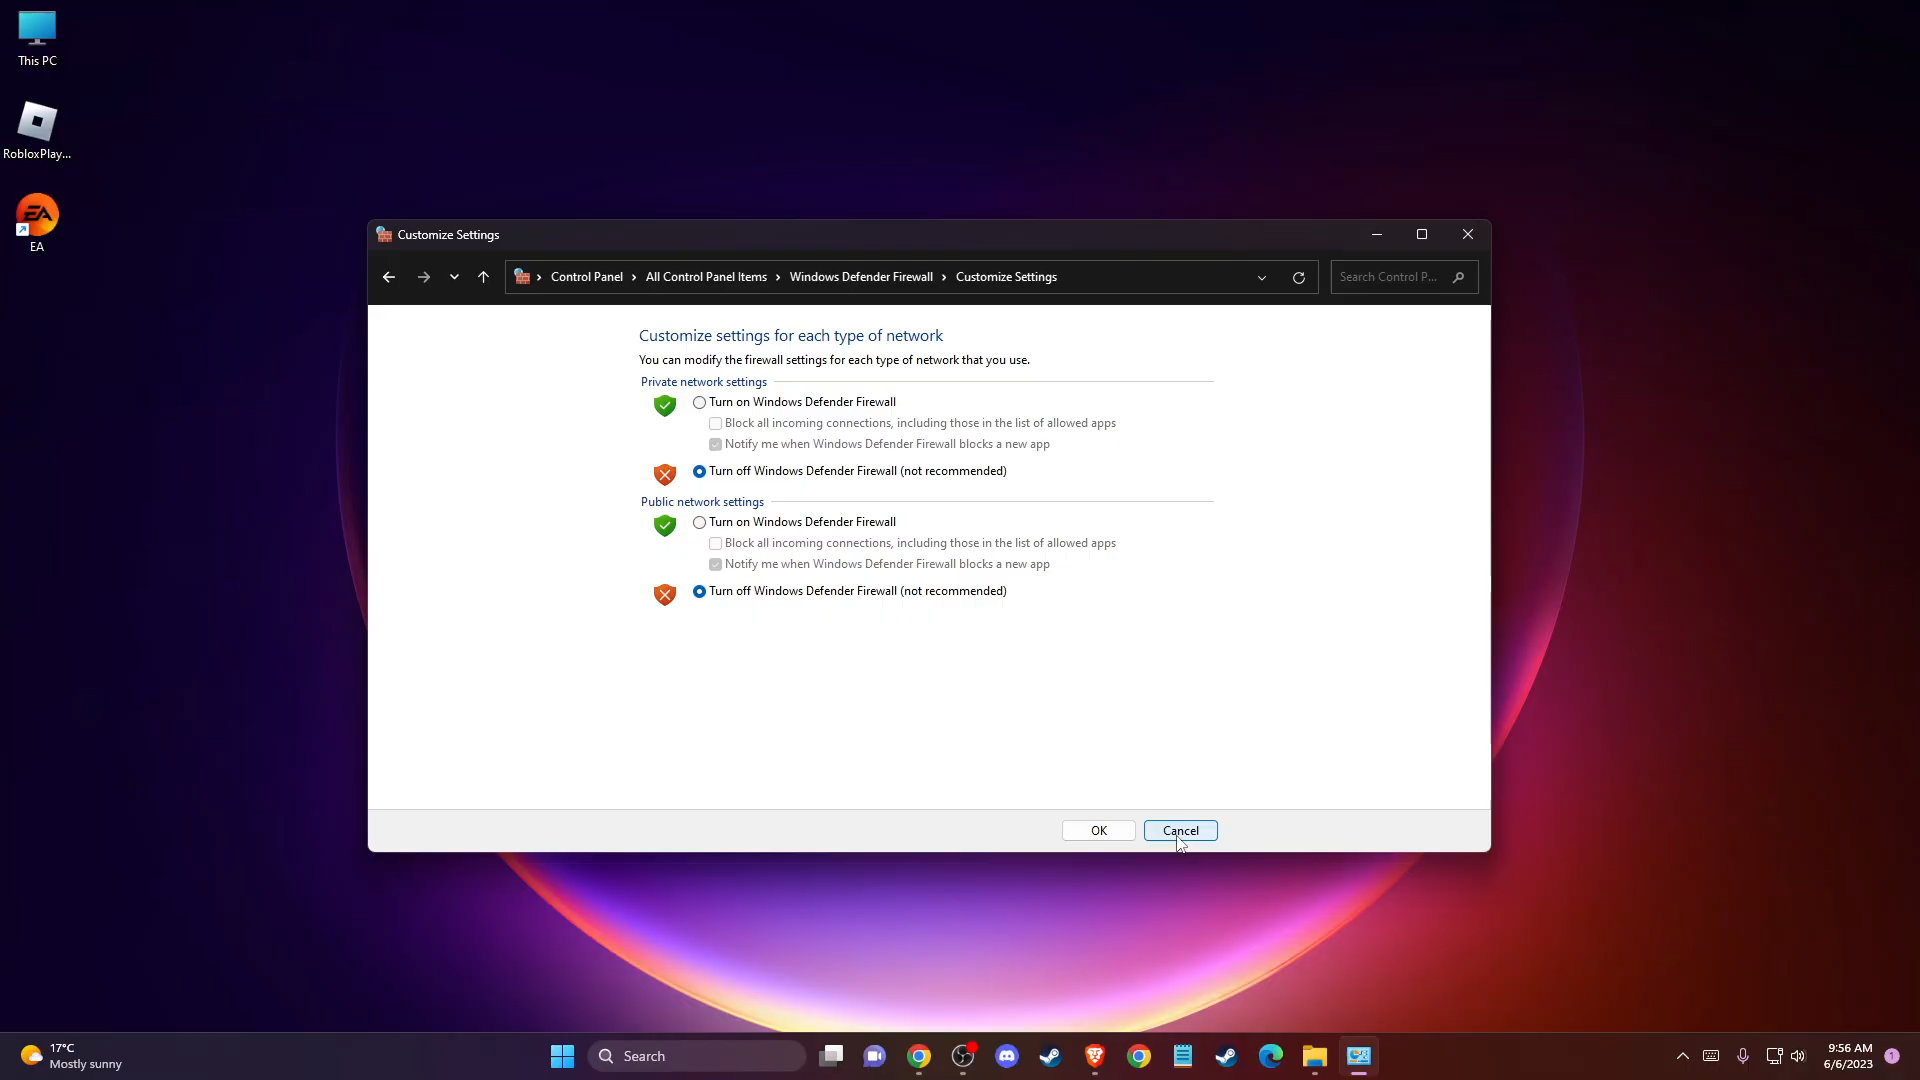 This PC
RobloxPlay...
EA
Customize Settings
Control Panel
All Control Panel Items
Windows Defender Firewall
Customize Settings
Search Control P...
Customize settings for each type of network
You can modify the firewall settings for each type of network that you use.
Private network settings
Turn on Windows Defender Firewall
Block all incoming connections, including those in the list of allowed apps
Notify me when Windows Defender Firewall blocks a new app
Turn off Windows Defender Firewall (not recommended)
Public network settings
Turn on Windows Defender Firewall
Block all incoming connections, including those in the list of allowed apps
Notify me when Windows Defender Firewall blocks a new app
Turn off Windows Defender Firewall (not recommended)
OK
Cancel
17°C
Mostly sunny
Search
9:56 AM
6/6/2023
1